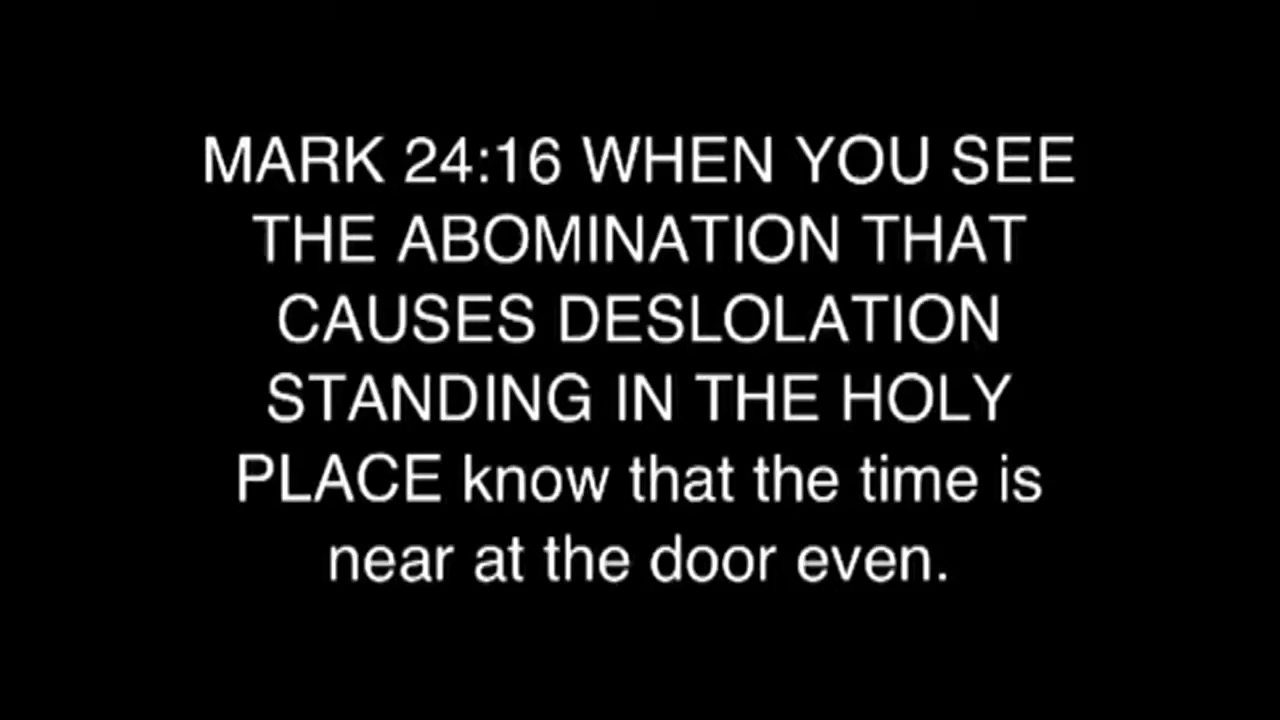 MARK 24:16 WHEN YOU SEE
THE ABOMINATION THAT
CAUSES DESLOLATION
STANDING IN THE HOLY
PLACE know that the time is
near at the door even.